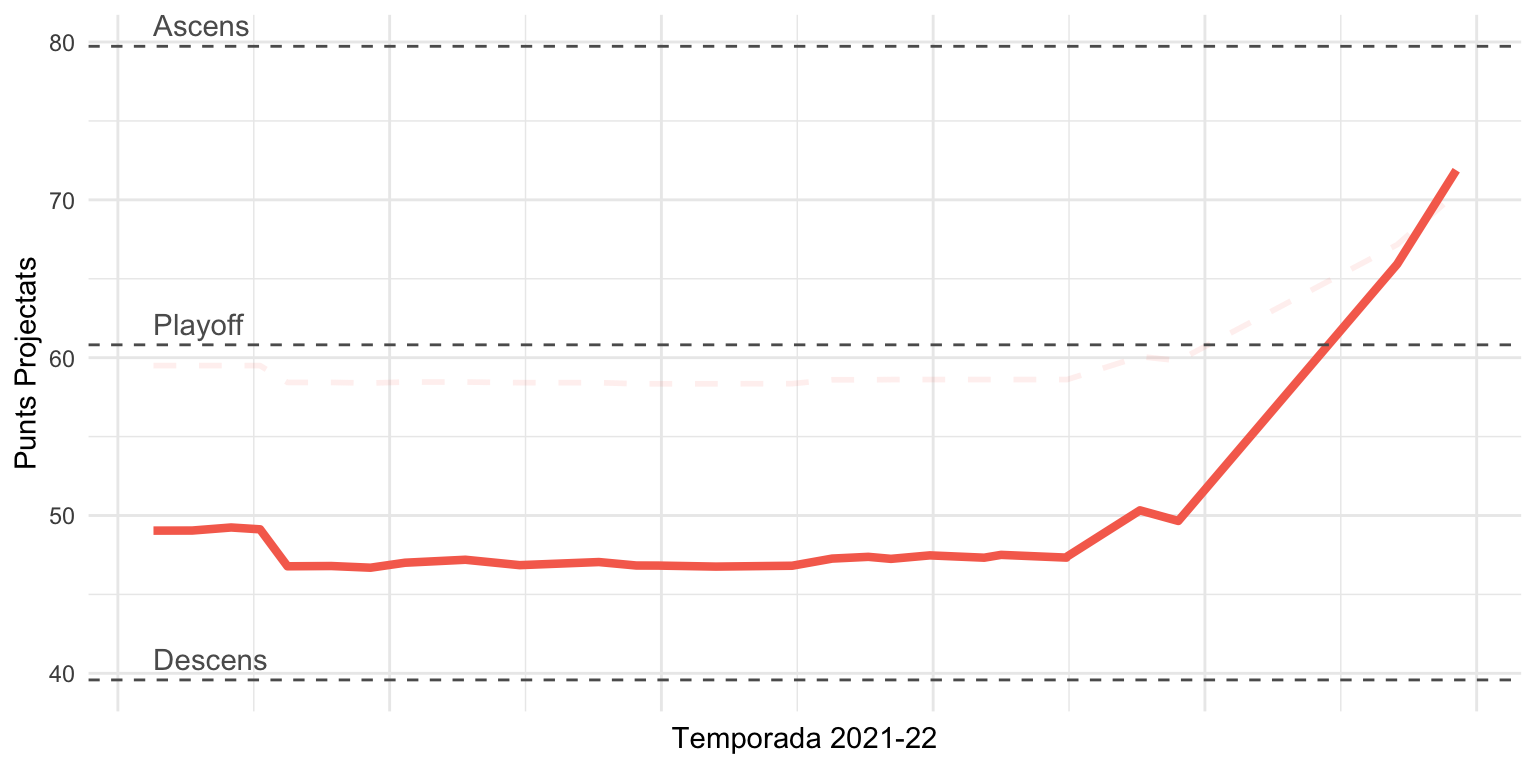 Ascens
80
70
Playoff
60
50
Descens
40
Punts Projectats
Temporada 2021-22